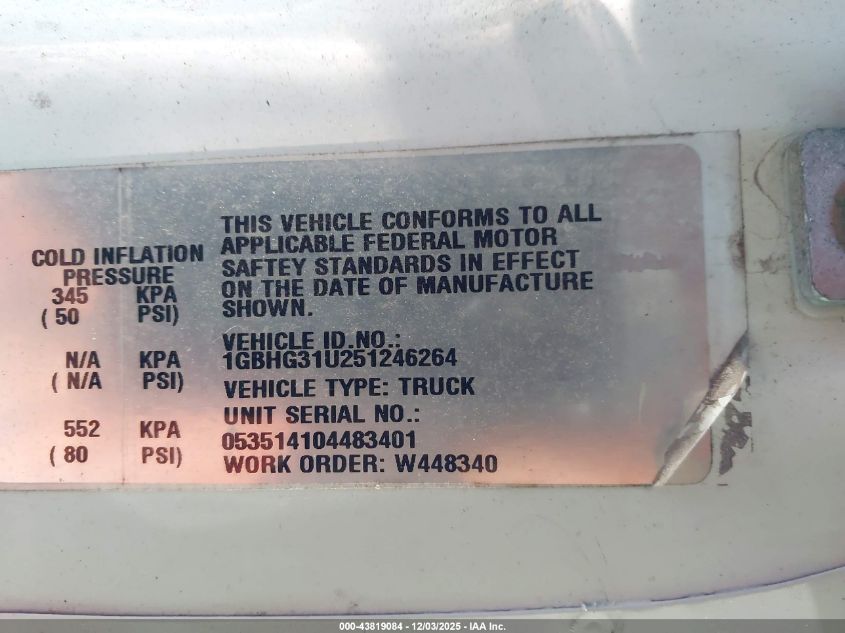 COLD INFLATION
PRESSURE
345 KPA
( 50 PSI)
N/A KPA
( N/A PSI)
552 KPA
( 80 PSI)
THIS VEHICLE CONFORMS TO ALL
APPLICABLE FEDERAL MOTOR
SAFTEY STANDARDS IN EFFECT
ON THE DATE OF MANUFACTURE
SHOWN.
VEHICLE ID.NO.:
1GBHG31U251246264
VEHICLE TYPE: TRUCK
UNIT SERIAL NO.:
053514104483401
WORK ORDER: W448340
000-43819084 - 12/03/2025 - IAA Inc.